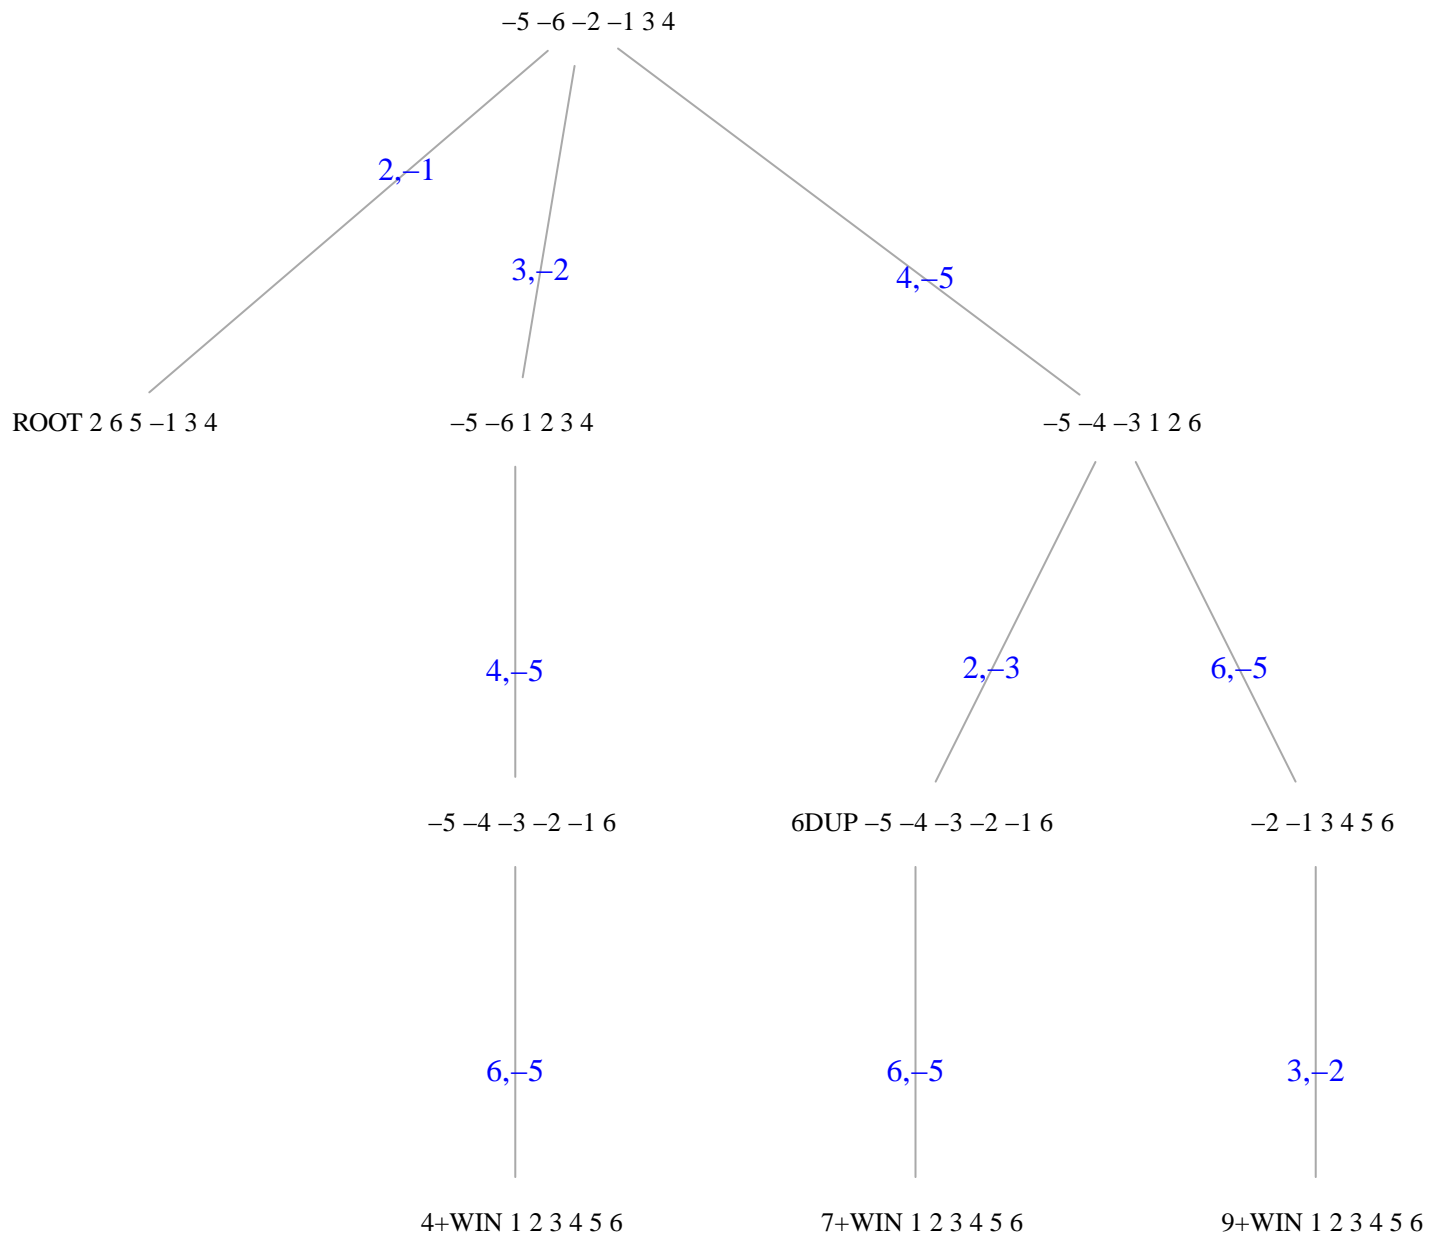 –5 –6 –2 –1 3 4
2,–1
3,–2
4,–5
ROOT 2 6 5 –1 3 4
–5 –6 1 2 3 4
–5 –4 –3 1 2 6
4,–5
2,–3
6,–5
–5 –4 –3 –2 –1 6
6DUP –5 –4 –3 –2 –1 6
–2 –1 3 4 5 6
6,–5
6,–5
3,–2
4+WIN 1 2 3 4 5 6
7+WIN 1 2 3 4 5 6
9+WIN 1 2 3 4 5 6